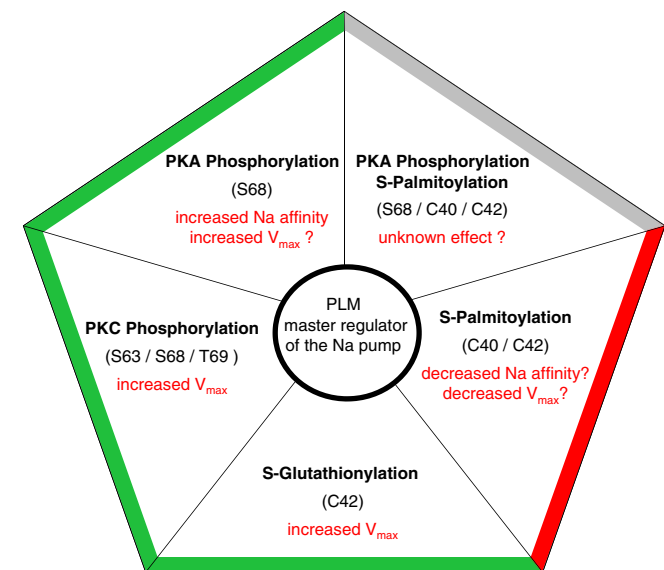 PKA Phosphorylation
(S68)
increased Na affinity
increased Vmax ?
PKA Phosphorylation
S-Palmitoylation
(S68 / C40 / C42)
unknown effect ?
PKC Phosphorylation
(S63 / S68 / T69 )
increased Vmax
PLM
master regulator
of the Na pump
S-Palmitoylation
(C40 / C42)
decreased Na affinity?
decreased Vmax?
S-Glutathionylation
(C42)
increased Vmax